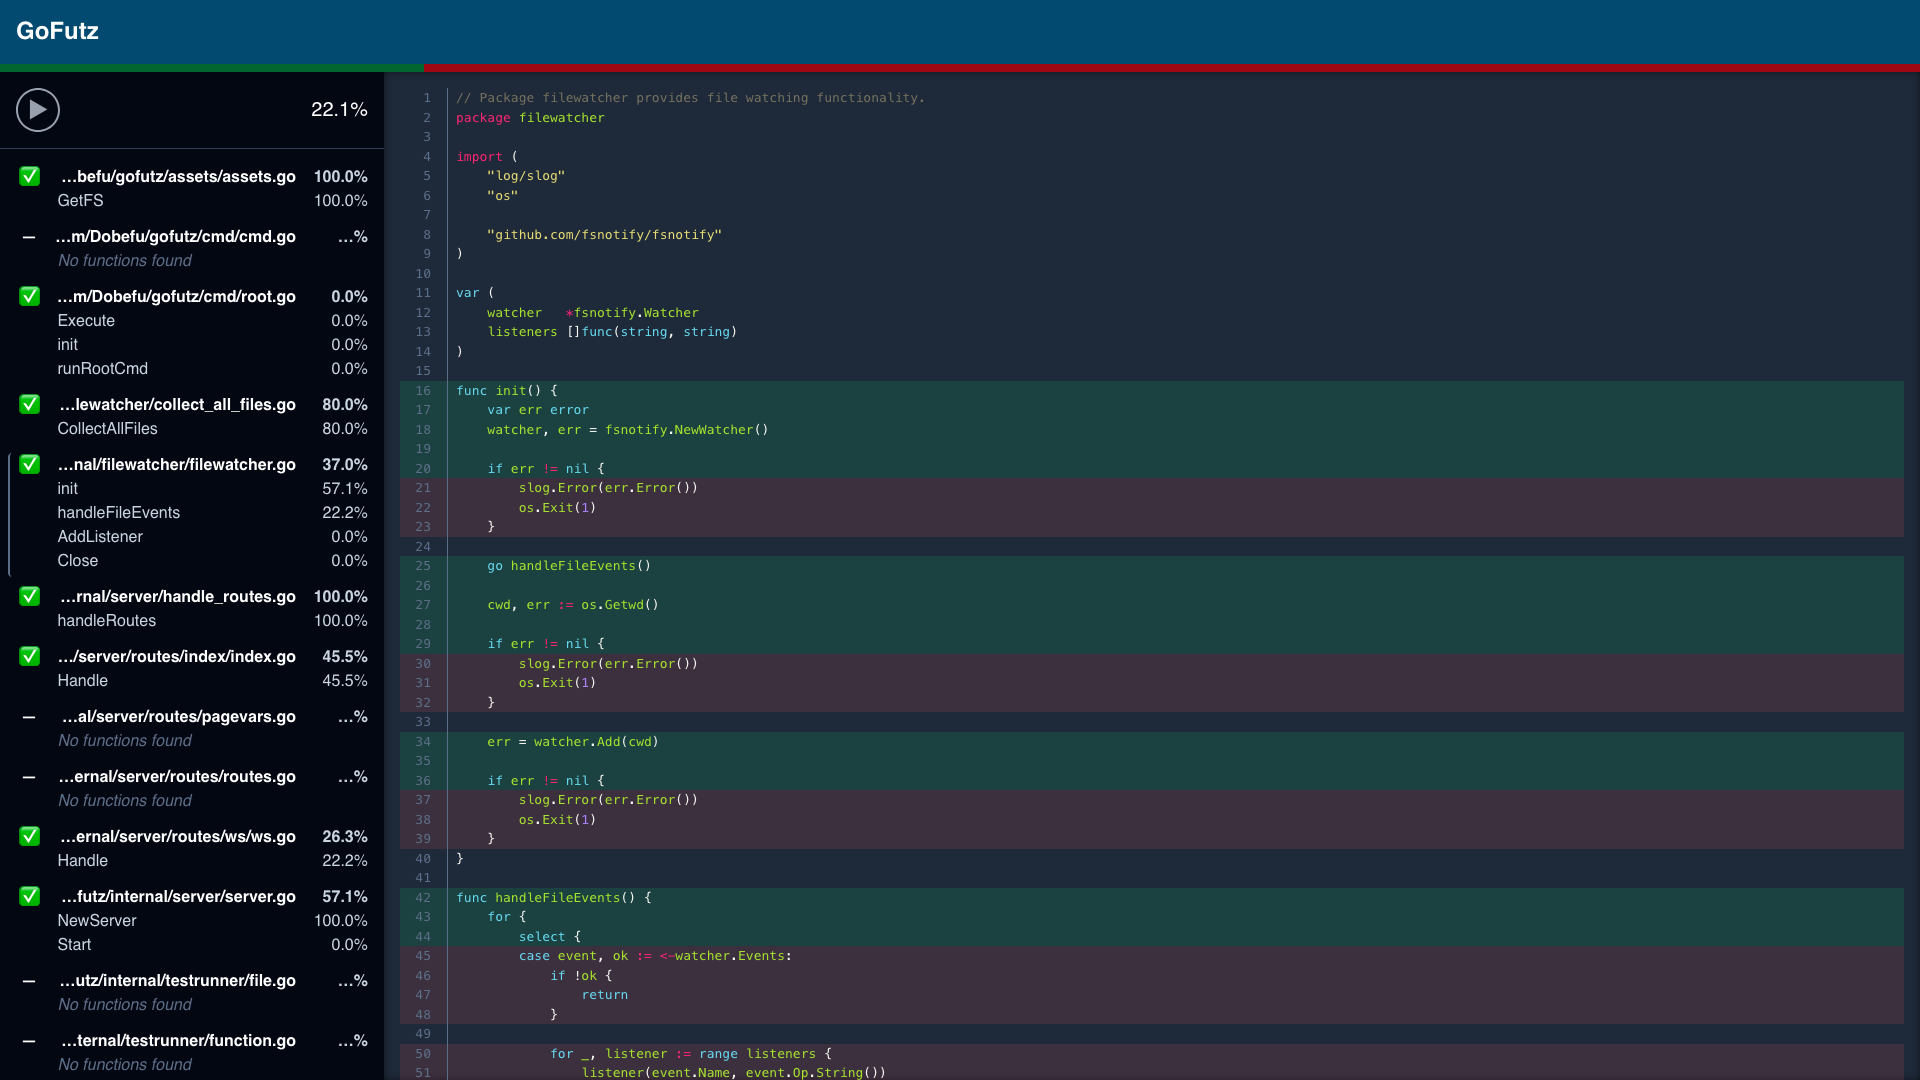 GoFutz
22.1%
…befu/gofutz/assets/assets.go 100.0%
GetFS 100.0%
– …m/Dobefu/gofutz/cmd/cmd.go …%
No functions found
…m/Dobefu/gofutz/cmd/root.go 0.0%
Execute 0.0%
init 0.0%
runRootCmd 0.0%
…lewatcher/collect_all_files.go 80.0%
CollectAllFiles 80.0%
…nal/filewatcher/filewatcher.go 37.0%
init 57.1%
handleFileEvents 22.2%
AddListener 0.0%
Close 0.0%
…rnal/server/handle_routes.go 100.0%
handleRoutes 100.0%
…/server/routes/index/index.go 45.5%
Handle 45.5%
– …al/server/routes/pagevars.go …%
No functions found
– …ernal/server/routes/routes.go …%
No functions found
…ernal/server/routes/ws/ws.go 26.3%
Handle 22.2%
…futz/internal/server/server.go 57.1%
NewServer 100.0%
Start 0.0%
– …utz/internal/testrunner/file.go …%
No functions found
– …ternal/testrunner/function.go …%
No functions found
1 // Package filewatcher provides file watching functionality.
2 package filewatcher
3
4 import (
5 "log/slog"
6 "os"
7
8 "github.com/fsnotify/fsnotify"
9 )
10
11 var (
12 watcher *fsnotify.Watcher
13 listeners []func(string, string)
14 )
15
16 func init() {
17 var err error
18 watcher, err = fsnotify.NewWatcher()
19
20 if err != nil {
21 slog.Error(err.Error())
22 os.Exit(1)
23 }
24
25 go handleFileEvents()
26
27 cwd, err := os.Getwd()
28
29 if err != nil {
30 slog.Error(err.Error())
31 os.Exit(1)
32 }
33
34 err = watcher.Add(cwd)
35
36 if err != nil {
37 slog.Error(err.Error())
38 os.Exit(1)
39 }
40 }
41
42 func handleFileEvents() {
43 for {
44 select {
45 case event, ok := <-watcher.Events:
46 if !ok {
47 return
48 }
49
50 for _, listener := range listeners {
51 listener(event.Name, event.Op.String())